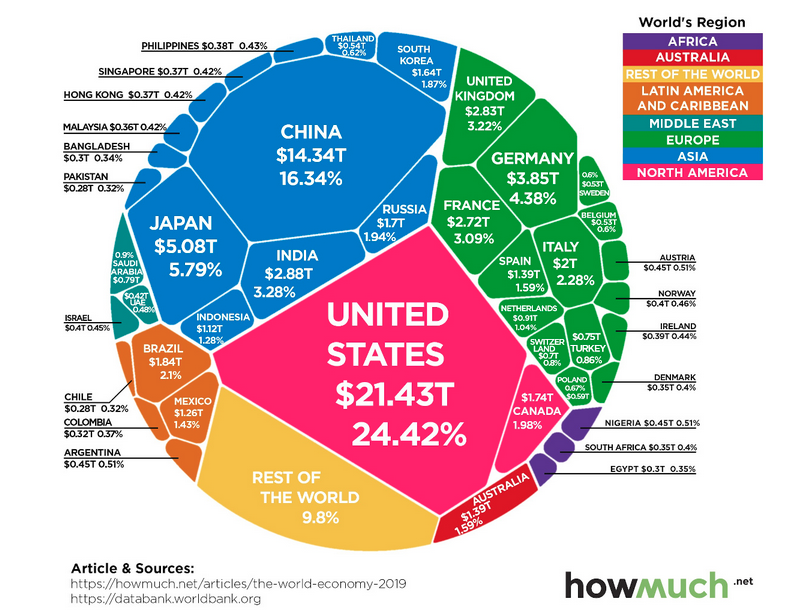 World's Region
AFRICA
AUSTRALIA
REST OF THE WORLD
LATIN AMERICA
AND CARIBBEAN
MIDDLE EAST
EUROPE
ASIA
NORTH AMERICA
PHILIPPINES $0.38T 0.43%
SINGAPORE $0.37T 0.42%
HONG KONG $0.37T 0.42%
MALAYSIA $0.36T 0.42%
BANGLADESH
$0.3T 0.34%
PAKISTAN
$0.28T 0.32%
THAILAND
$0.54T
0.62%
SOUTH
KOREA
$1.64T
1.87%
CHINA
$14.34T
16.34%
JAPAN
$5.08T
5.79%
INDIA
$2.88T
3.28%
RUSSIA
$1.7T
1.94%
INDONESIA
$1.12T
1.28%
UNITED
KINGDOM
$2.83T
3.22%
GERMANY
$3.85T
4.38%
FRANCE
$2.72T
3.09%
0.6%
$0.53T
SWEDEN
BELGIUM
$0.53T
0.6%
ITALY
$2T
2.28%
SPAIN
$1.39T
1.59%
NETHERLANDS
$0.91T
1.04%
SWITZER
LAND
$0.7T
0.8%
$0.75T
TURKEY
0.86%
POLAND
0.67%
$0.59T
AUSTRIA
$0.45T 0.51%
NORWAY
$0.4T 0.46%
IRELAND
$0.39T 0.44%
DENMARK
$0.35T 0.4%
0.9%
SAUDI
ARABIA
$0.79T
$0.42T
UAE
0.48%
ISRAEL
$0.4T 0.45%
BRAZIL
$1.84T
2.1%
MEXICO
$1.26T
1.43%
CHILE
$0.28T 0.32%
COLOMBIA
$0.32T 0.37%
ARGENTINA
$0.45T 0.51%
UNITED
STATES
$21.43T
24.42%
$1.74T
CANADA
1.98%
NIGERIA $0.45T 0.51%
SOUTH AFRICA $0.35T 0.4%
EGYPT $0.3T 0.35%
REST OF
THE WORLD
9.8%
AUSTRALIA
$1.39T
1.59%
Article & Sources:
https://howmuch.net/articles/the-world-economy-2019
https://databank.worldbank.org
howmuch.net